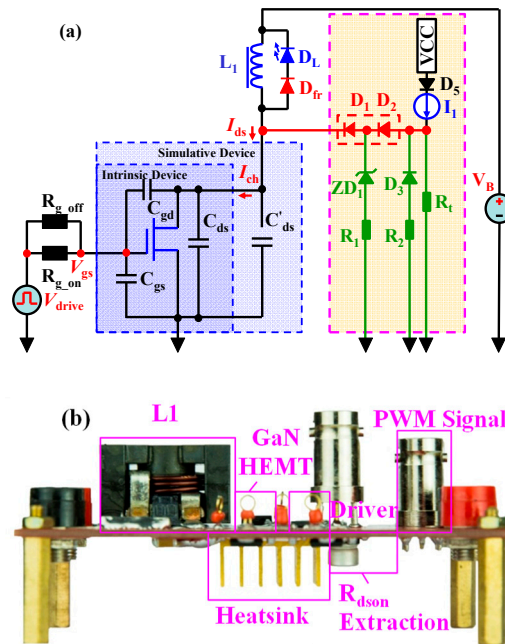 (a)
VCC
L1
DL
Dfr
D5
I1
D1 D2
Ids
Simulative Device
Intrinsic Device
Ich
Cgd
Cds
C'ds
ZD1
D3
Rt
VB
Rg_off
Rg_on
Vgs
Cgs
R1
R2
Vdrive
(b)
L1
GaN
HEMT
PWM Signal
Driver
Heatsink
Rdson
Extraction